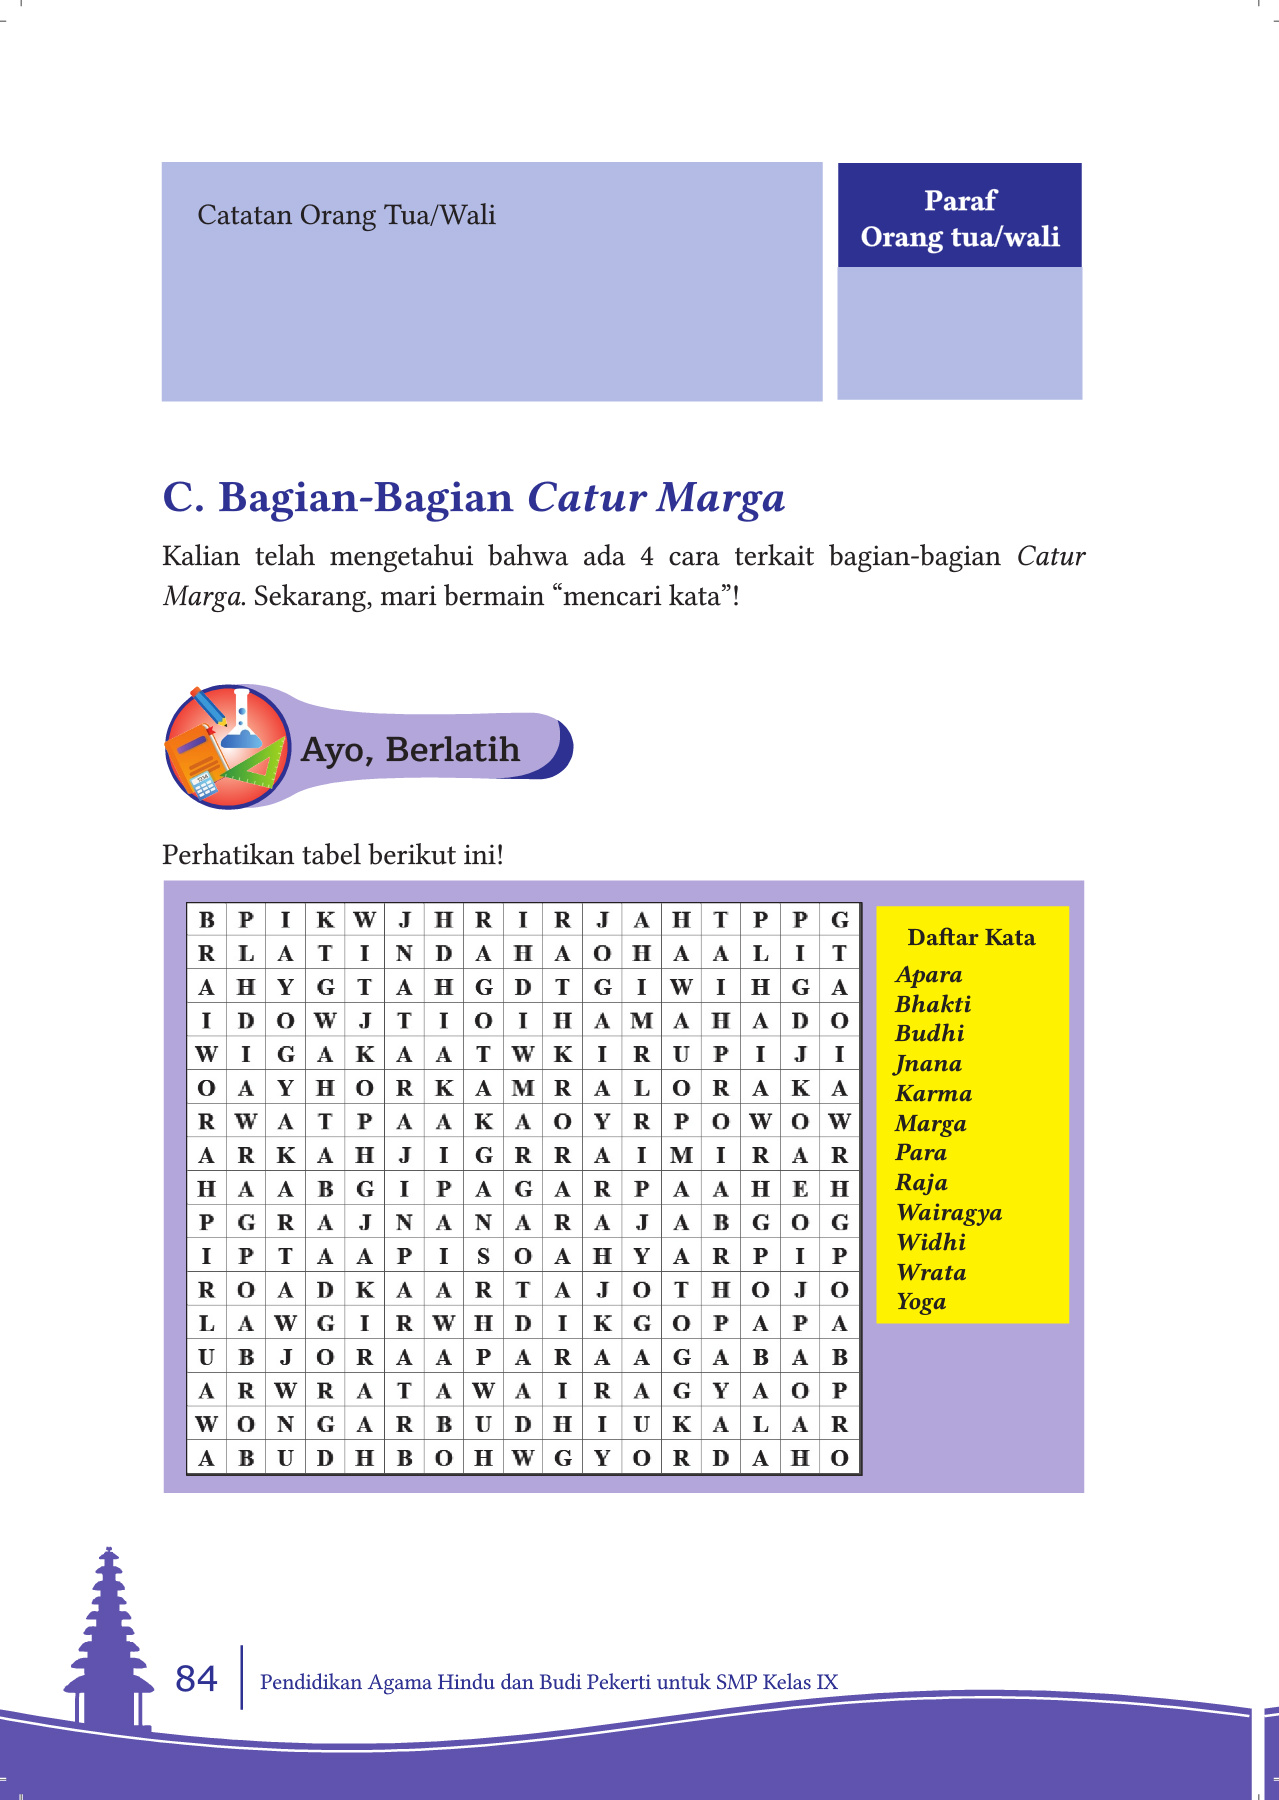 Catatan Orang Tua/Wali
Paraf
Orang tua/wali
C. Bagian-Bagian Catur Marga
Kalian telah mengetahui bahwa ada 4 cara terkait bagian-bagian Catur
Marga. Sekarang, mari bermain “mencari kata”!
Ayo, Berlatih
Perhatikan tabel berikut ini!
B P I K W J H R I R J A H T P P G
R L A T I N D A H A O H A A L I T
A H Y G T A H G D T G I W I H G A
I D O W J T I O I H A M A H A D O
W I G A K A A T W K I R U P I J I
O A Y H O R K A M R A L O R A K A
R W A T P A A K A O Y R P O W O W
A R K A H J I G R R A I M I R A R
H A A B G I P A G A R P A A H E H
P G R A J N A N A R A J A B G O G
I P T A A P I S O A H Y A R P I P
R O A D K A A R T A J O T H O J O
L A W G I R W H D I K G O P A P A
U B J O R A A P A R A A G A B A B
A R W R A T A W A I R A G Y A O P
W O N G A R B U D H I U K A L A R
A B U D H B O H W G Y O R D A H O
Daftar Kata
Apara
Bhakti
Budhi
Jnana
Karma
Marga
Para
Raja
Wairagya
Widhi
Wrata
Yoga
84
Pendidikan Agama Hindu dan Budi Pekerti untuk SMP Kelas IX